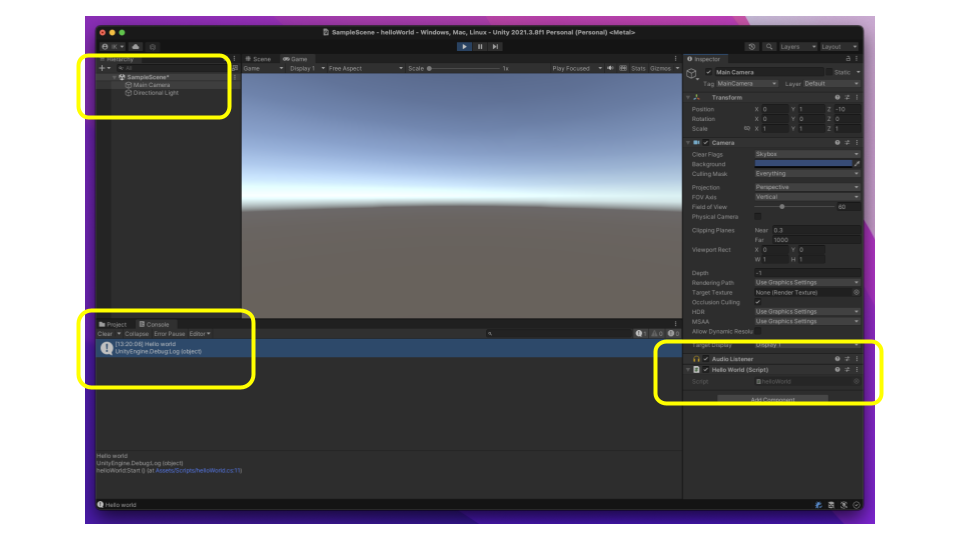 SampleScene - helloWorld - Windows, Mac, Linux - Unity 2021.3.8f1 Personal (Personal) <Metal>
Layers Layout
Hierarchy
All
SampleScene*
Main Camera
Directional Light
Scene Game
Game Display 1 Free Aspect Scale 1x Play Focused Stats Gizmos
Inspector
Main Camera Static
Tag MainCamera Layer Default
Transform
Position X 0 Y 1 Z -10
Rotation X 0 Y 0 Z 0
Scale X 1 Y 1 Z 1
Camera
Clear Flags Skybox
Background
Culling Mask Everything
Projection Perspective
FOV Axis Vertical
Field of View 60
Physical Camera
Clipping Planes Near 0.3
Far 1000
Viewport Rect X 0 Y 0
W 1 H 1
Depth -1
Rendering Path Use Graphics Settings
Target Texture None (Render Texture)
Occlusion Culling
HDR Use Graphics Settings
MSAA Use Graphics Settings
Allow Dynamic Resolu
Target Display Display 1
Audio Listener
Hello World (Script)
Script helloWorld
Add Component
Project Console
Clear Collapse Error Pause Editor 1 0 0
[13:20:06] Hello world
UnityEngine.Debug:Log (object)
Hello world
UnityEngine.Debug:Log (object)
helloWorld:Start () (at Assets/Scripts/helloWorld.cs:11)
Hello world